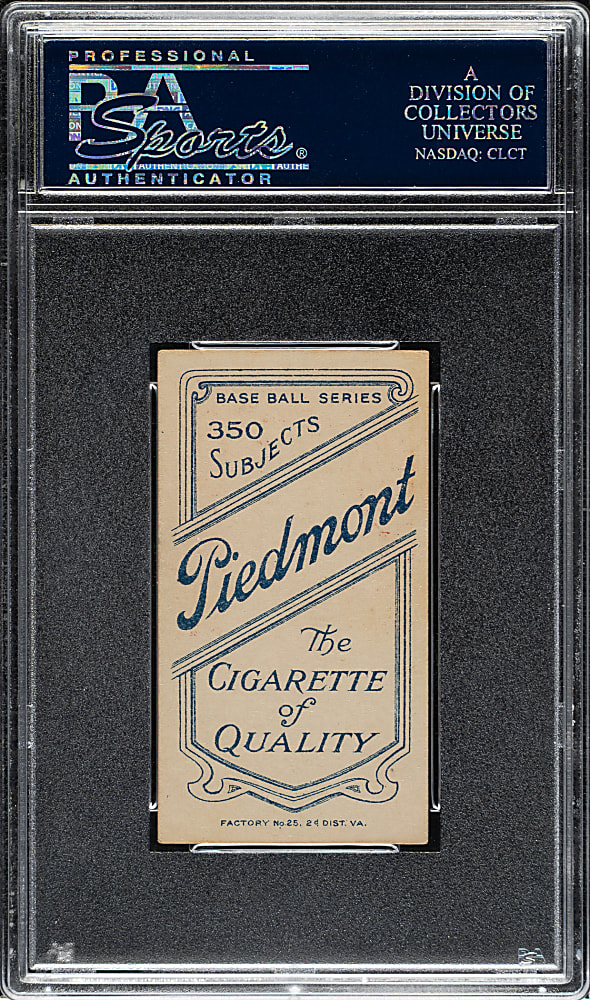 PROFESSIONAL
PSA
Sports®
AUTHENTICATOR
A
DIVISION OF
COLLECTORS
UNIVERSE
NASDAQ: CLCT
BASE BALL SERIES
350
SUBJECTS
Piedmont
The
CIGARETTE
of
QUALITY
FACTORY No 25, 2d DIST. VA.